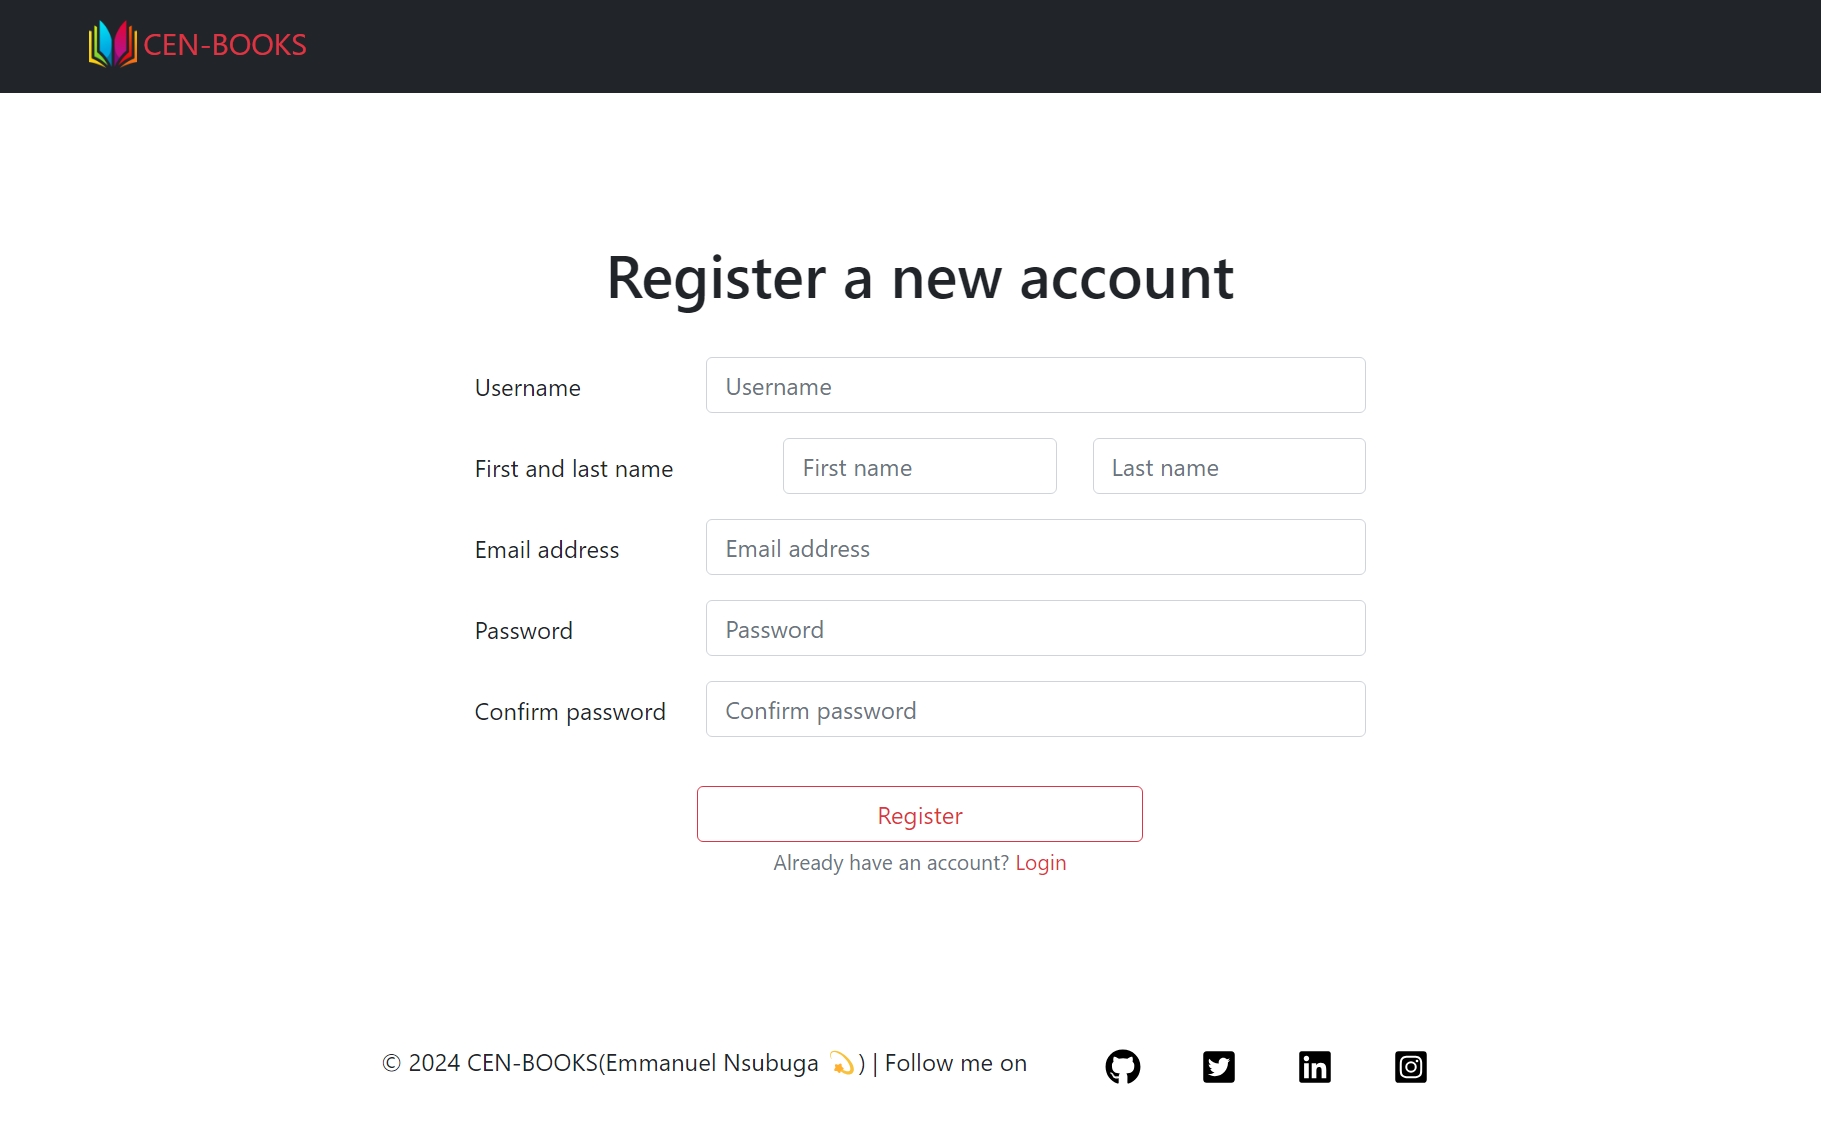 CEN-BOOKS
Register a new account
Username
Username
First and last name
First name
Last name
Email address
Email address
Password
Password
Confirm password
Confirm password
Register
Already have an account? Login
© 2024 CEN-BOOKS(Emmanuel Nsubuga 💫) | Follow me on
in